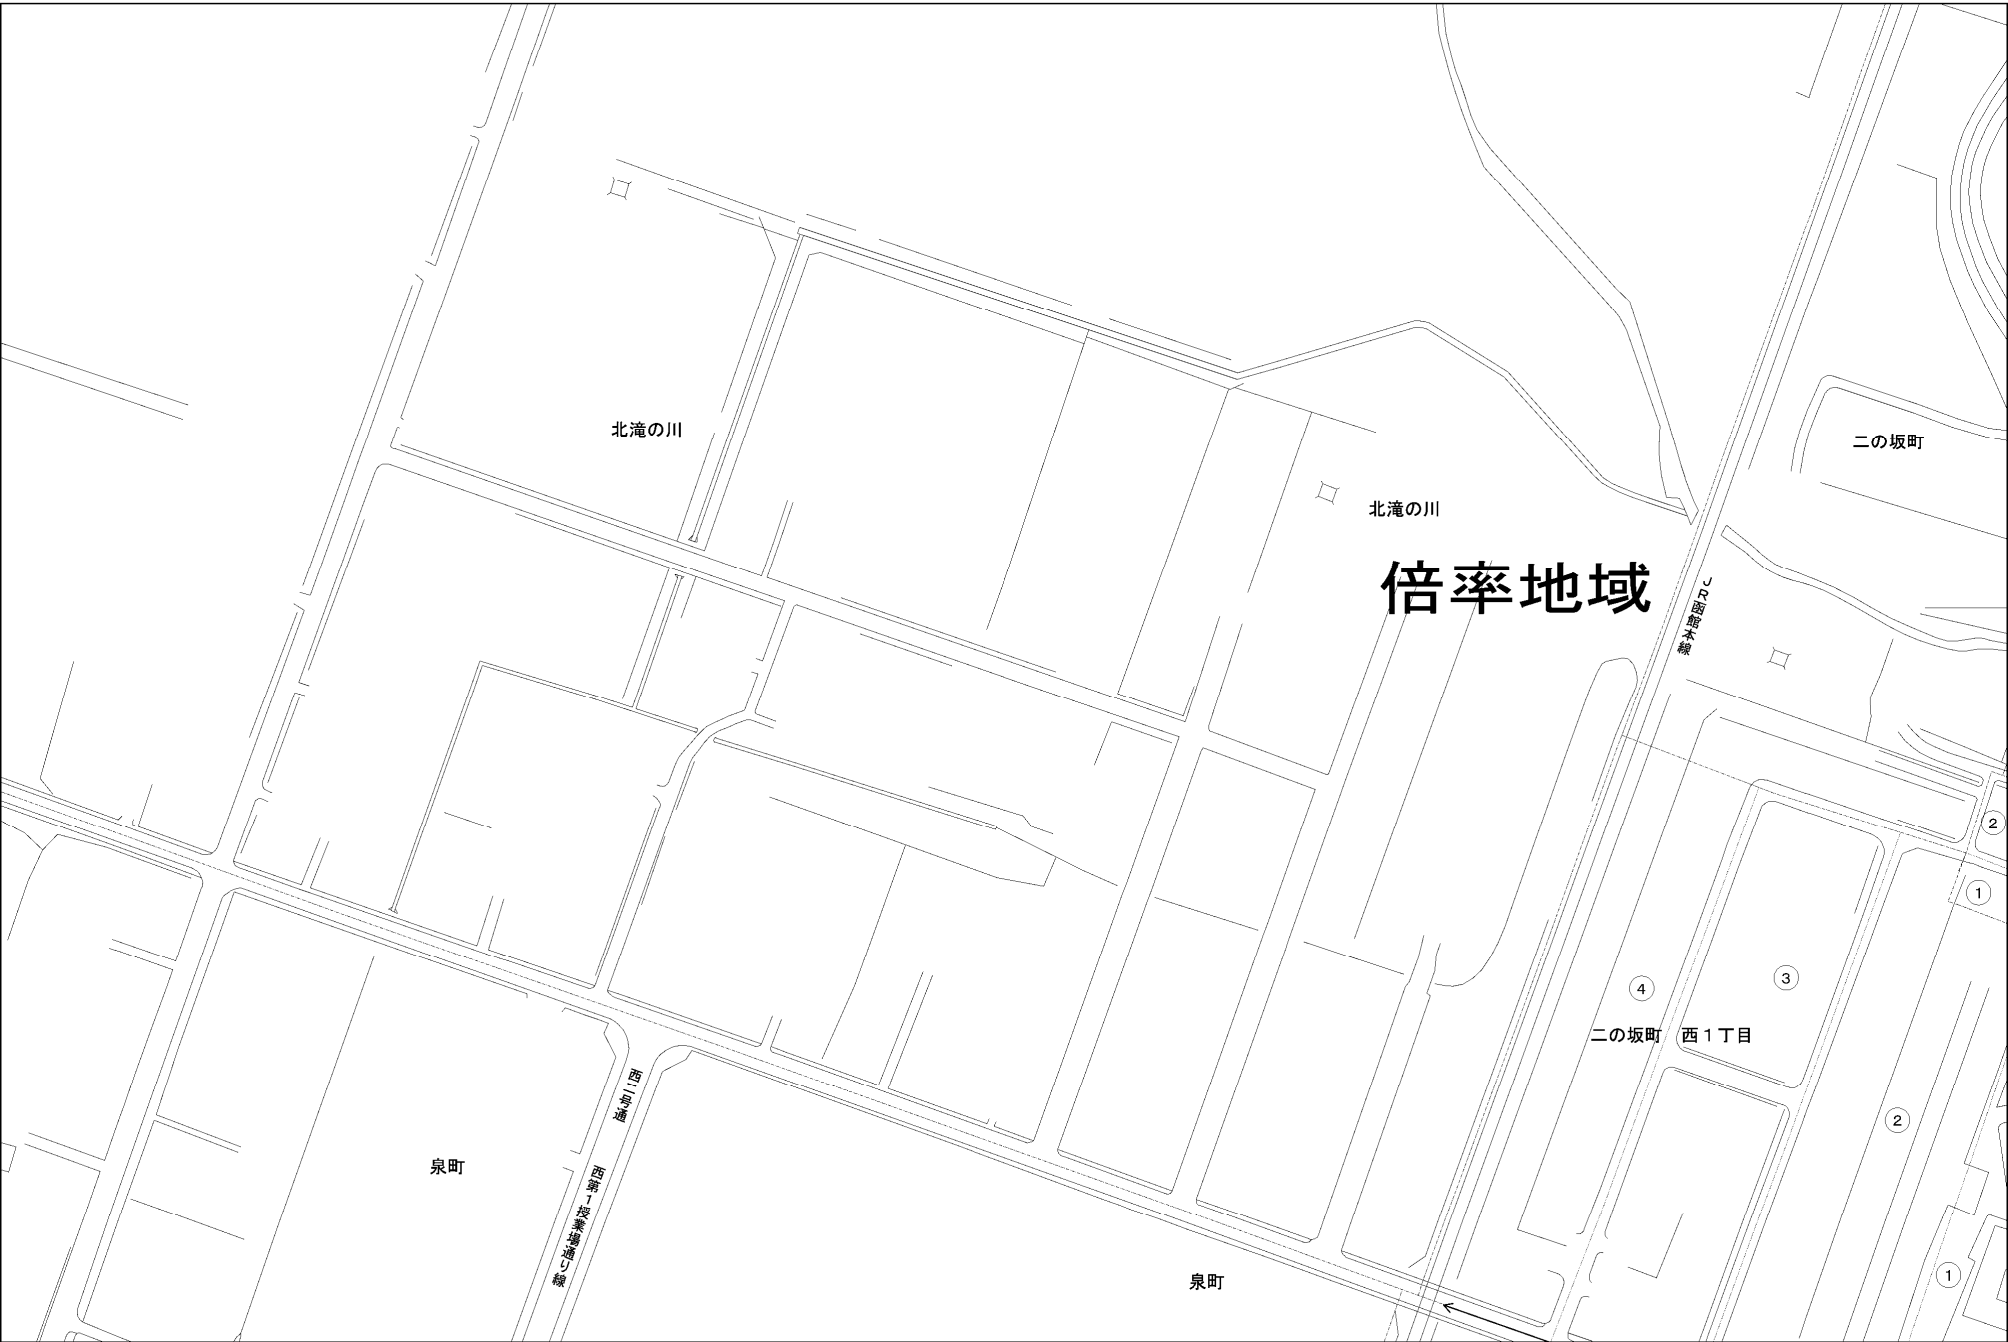 北滝の川
二の坂町
北滝の川
倍率地域
JR函館本線
②
①
④
③
二の坂町 西1丁目
西二号通
②
泉町
西第1授業場通り線
泉町
①